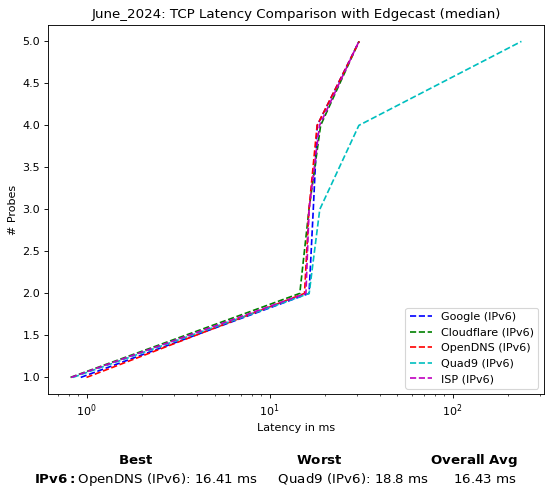 June_2024: TCP Latency Comparison with Edgecast (median)
5.0
4.5
4.0
3.5
3.0
2.5
2.0
1.5
1.0
# Probes
10⁰
10¹
10²
Latency in ms
Google (IPv6)
Cloudflare (IPv6)
OpenDNS (IPv6)
Quad9 (IPv6)
ISP (IPv6)
Best Worst Overall Avg
IPv6: OpenDNS (IPv6): 16.41 ms Quad9 (IPv6): 18.8 ms 16.43 ms